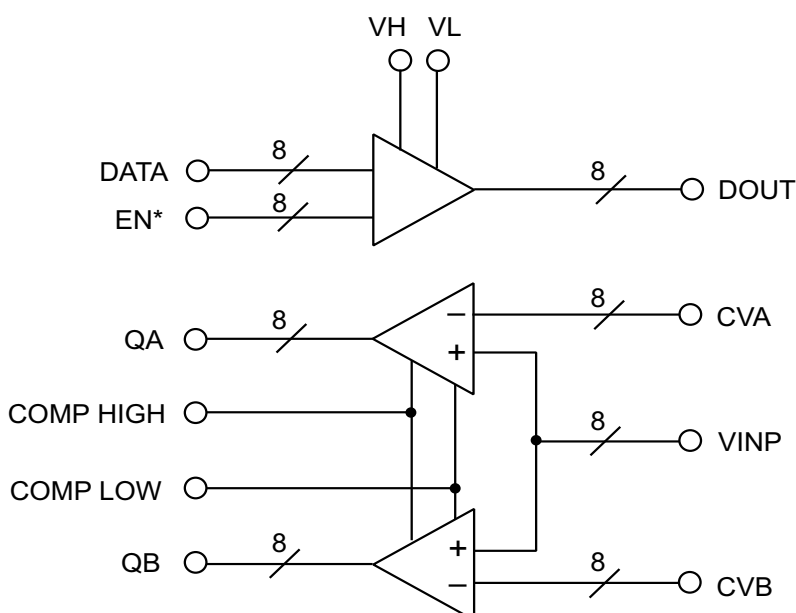 VH VL
8 8
DATA DOUT
8
EN*
8 − 8
QA CVA
+
COMP HIGH
8
VINP
COMP LOW
8 + 8
QB
− CVB